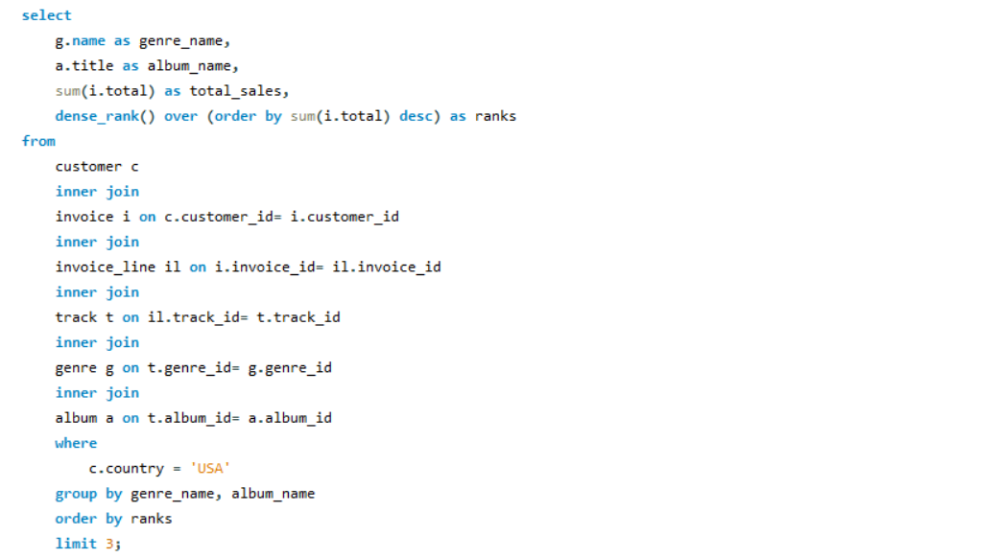 select
g.name as genre_name,
a.title as album_name,
sum(i.total) as total_sales,
dense_rank() over (order by sum(i.total) desc) as ranks
from
customer c
inner join
invoice i on c.customer_id= i.customer_id
inner join
invoice_line il on i.invoice_id= il.invoice_id
inner join
track t on il.track_id= t.track_id
inner join
genre g on t.genre_id= g.genre_id
inner join
album a on t.album_id= a.album_id
where
c.country = 'USA'
group by genre_name, album_name
order by ranks
limit 3;